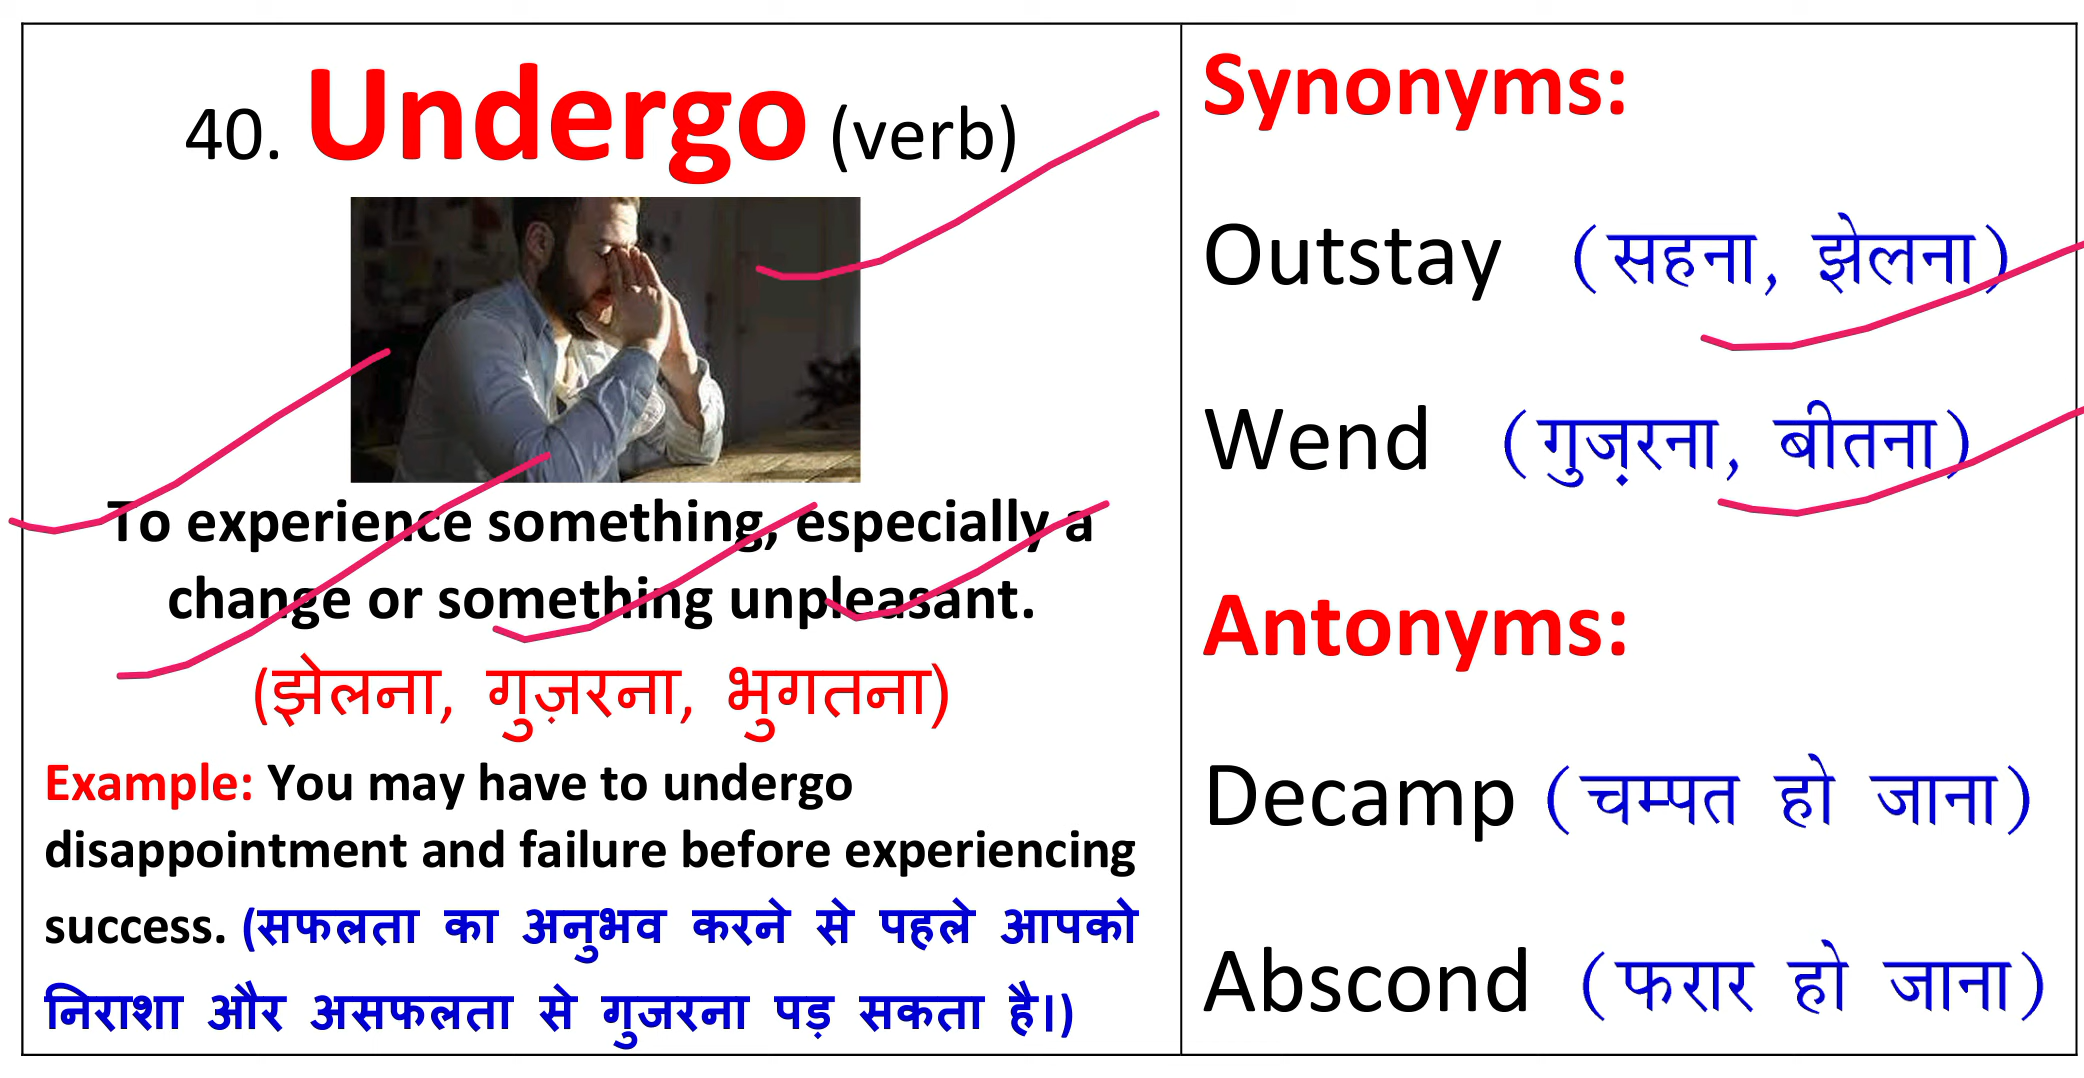 40. Undergo (verb)
To experience something, especially a
change or something unpleasant.
(झेलना, गुज़रना, भुगतना)
Example: You may have to undergo
disappointment and failure before experiencing
success. (सफलता का अनुभव करने से पहले आपको
निराशा और असफलता से गुजरना पड़ सकता है।)
Synonyms:
Outstay (सहना, झेलना)
Wend (गुज़रना, बीतना)
Antonyms:
Decamp (चम्पत हो जाना)
Abscond (फरार हो जाना)